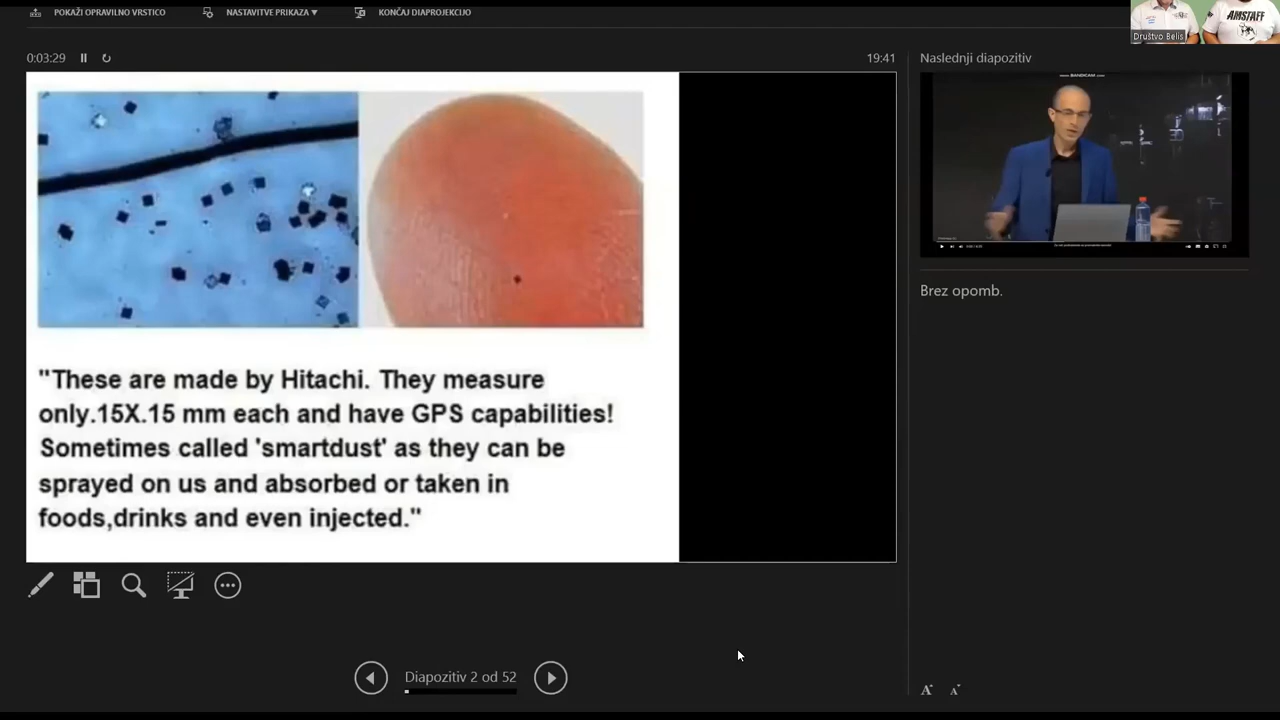 POKAŽI OPRAVILNO VRSTICO
NASTAVITVE PRIKAZA ▼
KONČAJ DIAPROJEKCIJO
AMSTAFF
Društvo Belis
0:03:29
19:41
Naslednji diapozitiv
BANDICAM
"These are made by Hitachi. They measure
only.15X.15 mm each and have GPS capabilities!
Sometimes called 'smartdust' as they can be
sprayed on us and absorbed or taken in
foods,drinks and even injected."
Brez opomb.
Diapozitiv 2 od 52
A A